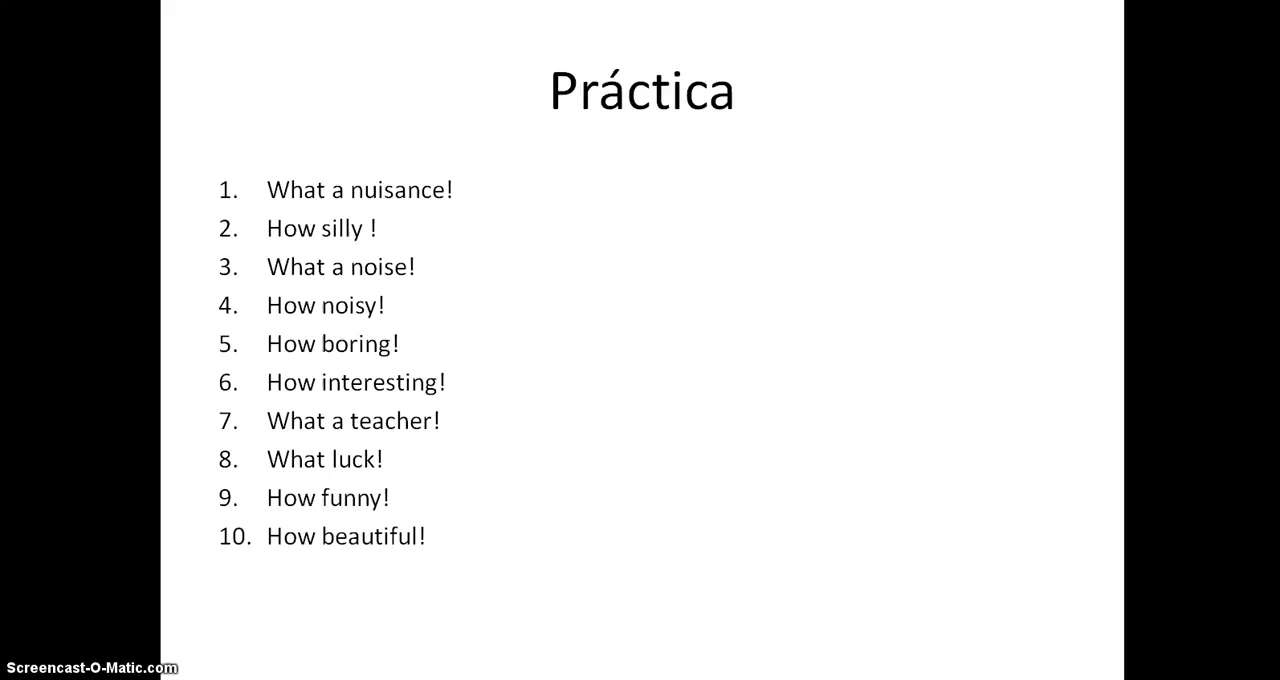 Práctica
1. What a nuisance!
2. How silly !
3. What a noise!
4. How noisy!
5. How boring!
6. How interesting!
7. What a teacher!
8. What luck!
9. How funny!
10. How beautiful!
Screencast-O-Matic.com